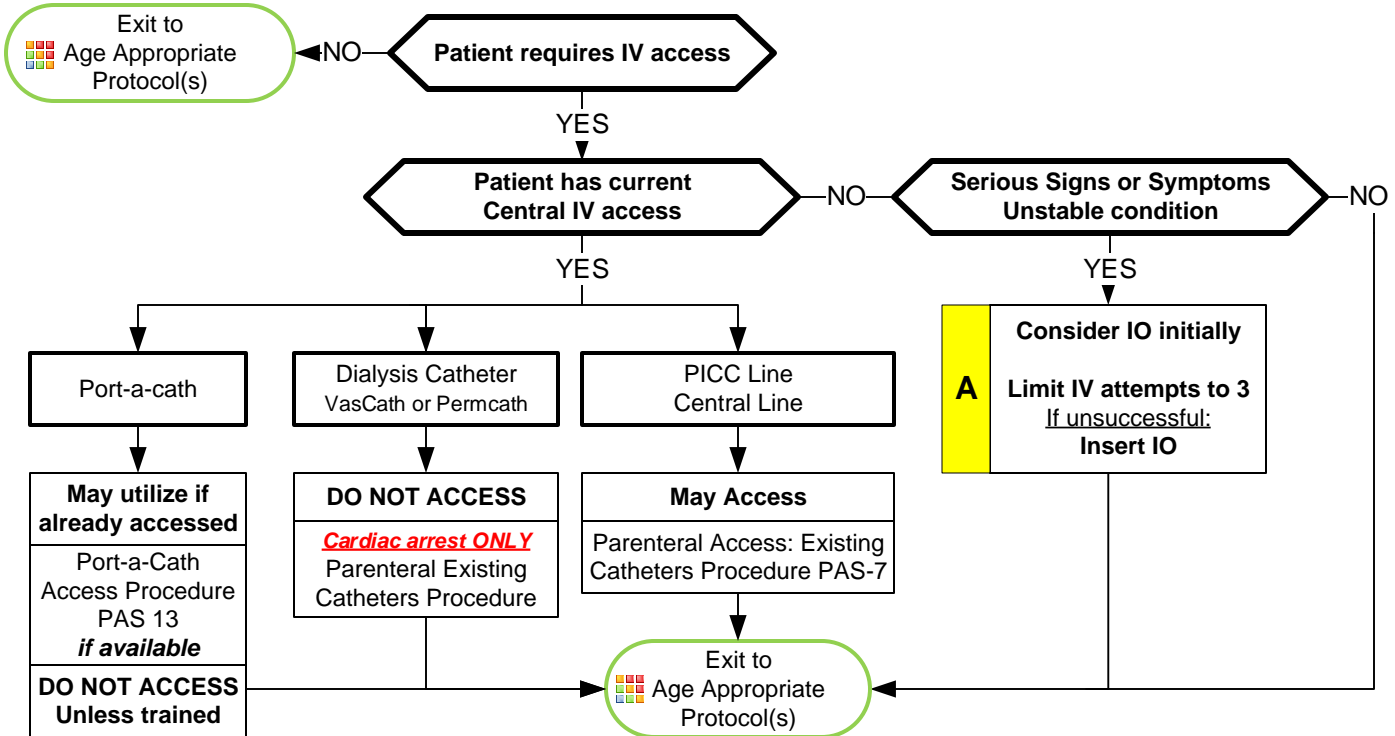 Exit to
Age Appropriate
Protocol(s)
NO
Patient requires IV access
YES
Patient has current
Central IV access
NO
Serious Signs or Symptoms
Unstable condition
NO
YES
YES
Port-a-cath
Dialysis Catheter
VasCath or Permcath
PICC Line
Central Line
A
Consider IO initially
Limit IV attempts to 3
If unsuccessful:
Insert IO
May utilize if
already accessed
Port-a-Cath
Access Procedure
PAS 13
if available
DO NOT ACCESS
Unless trained
DO NOT ACCESS
Cardiac arrest ONLY
Parenteral Existing
Catheters Procedure
May Access
Parenteral Access: Existing
Catheters Procedure PAS-7
Exit to
Age Appropriate
Protocol(s)